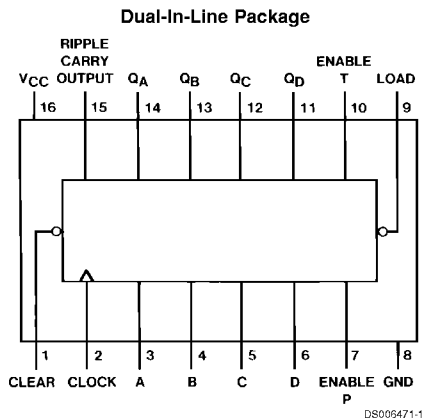 Dual-In-Line Package
RIPPLE
CARRY
OUTPUT
VCC
QA
QB
QC
QD
ENABLE
T
LOAD
16 15 14 13 12 11 10 9
1 2 3 4 5 6 7 8
CLEAR CLOCK A B C D ENABLE
P
GND
DS006471-1